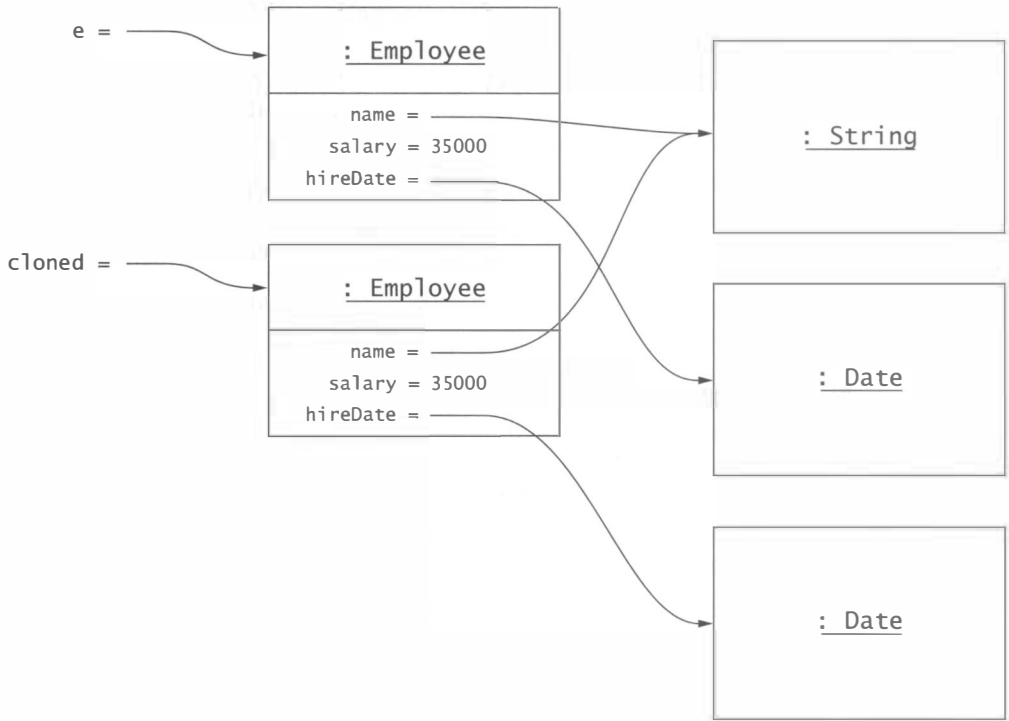 e =
: Employee
name =
salary = 35000
hireDate =
: String
cloned =
: Employee
name =
salary = 35000
hireDate =
: Date
: Date